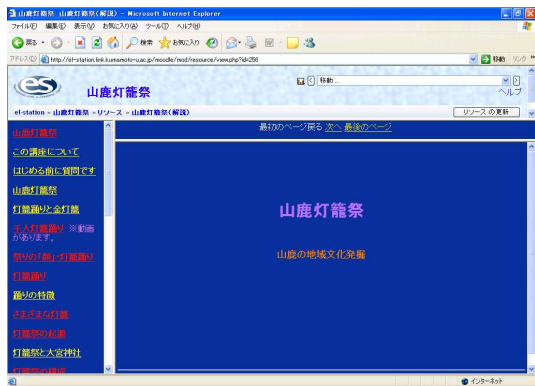 山鹿灯籠祭: 山鹿灯籠祭(解説) - Microsoft Internet Explorer
ファイル(F) 編集(E) 表示(V) お気に入り(A) ツール(T) ヘルプ(H)
戻る 検索 お気に入り
アドレス(D) http://el-station.link.kumamoto-u.ac.jp/moodle/mod/resource/view.php?id=256 移動 リンク
es 山鹿灯籠祭 移動... ヘルプ
el-station » 山鹿灯籠祭 » リソース » 山鹿灯籠祭(解説) リソース の更新
山鹿灯籠祭
この講座について
はじめる前に質問です
山鹿灯籠祭
灯籠踊りと金灯籠
千人灯籠踊り ※動画があります。
祭りの「顔」-灯籠踊り
灯籠踊り
踊りの特徴
さまざまな灯籠
灯籠祭の起源
灯籠祭と大宮神社
灯籠祭の構成
最初のページ戻る 次へ 最後のページ
山鹿灯籠祭
山鹿の地域文化発掘
インターネット